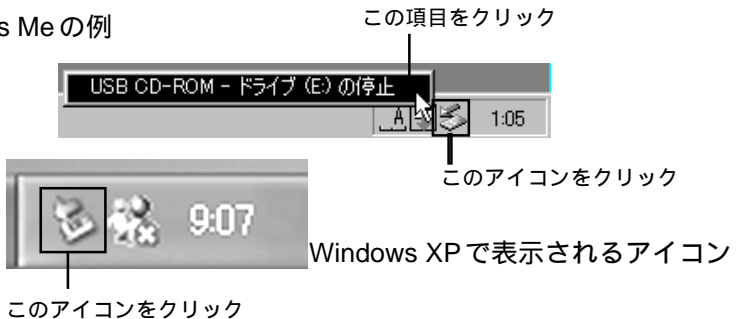 この項目をクリック
s Meの例
USB CD-ROM - ドライブ (E:) の停止
A 1:05
このアイコンをクリック
9:07
Windows XPで表示されるアイコン
このアイコンをクリック